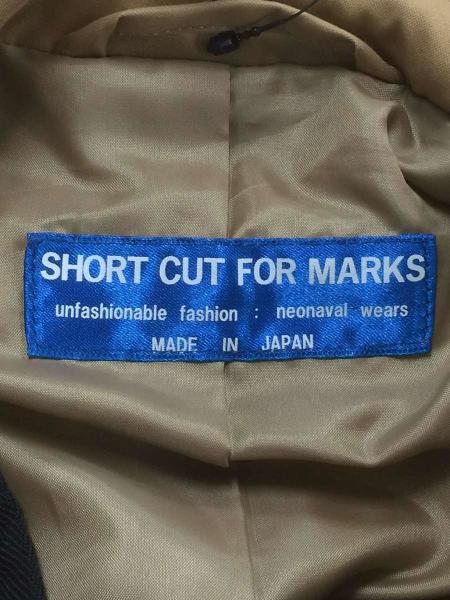 SHORT CUT FOR MARKS
unfashionable fashion : neonaval wears
MADE IN JAPAN